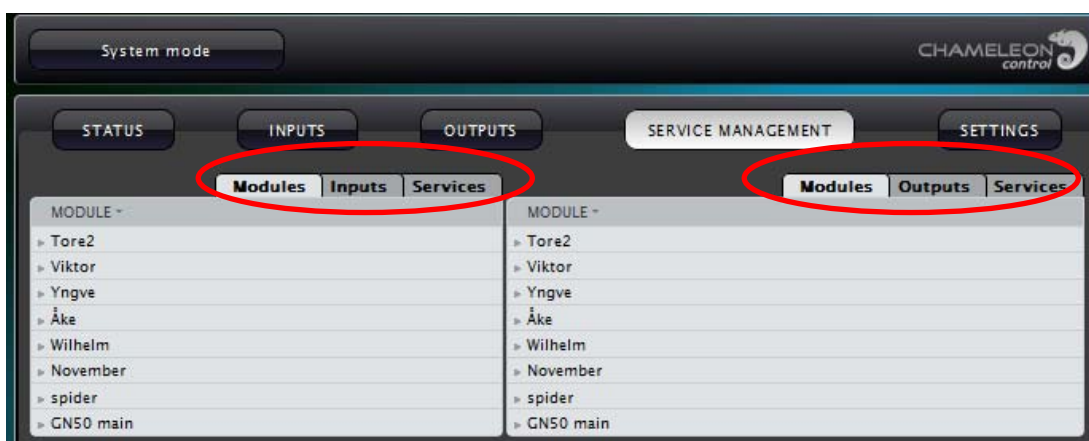 System mode
CHAMELEON
control
STATUS INPUTS OUTPUTS SERVICE MANAGEMENT SETTINGS
Modules Inputs Services
Modules Outputs Services
MODULE
MODULE
Tore2
Viktor
Yngve
Åke
Wilhelm
November
spider
GN50 main
Tore2
Viktor
Yngve
Åke
Wilhelm
November
spider
GN50 main